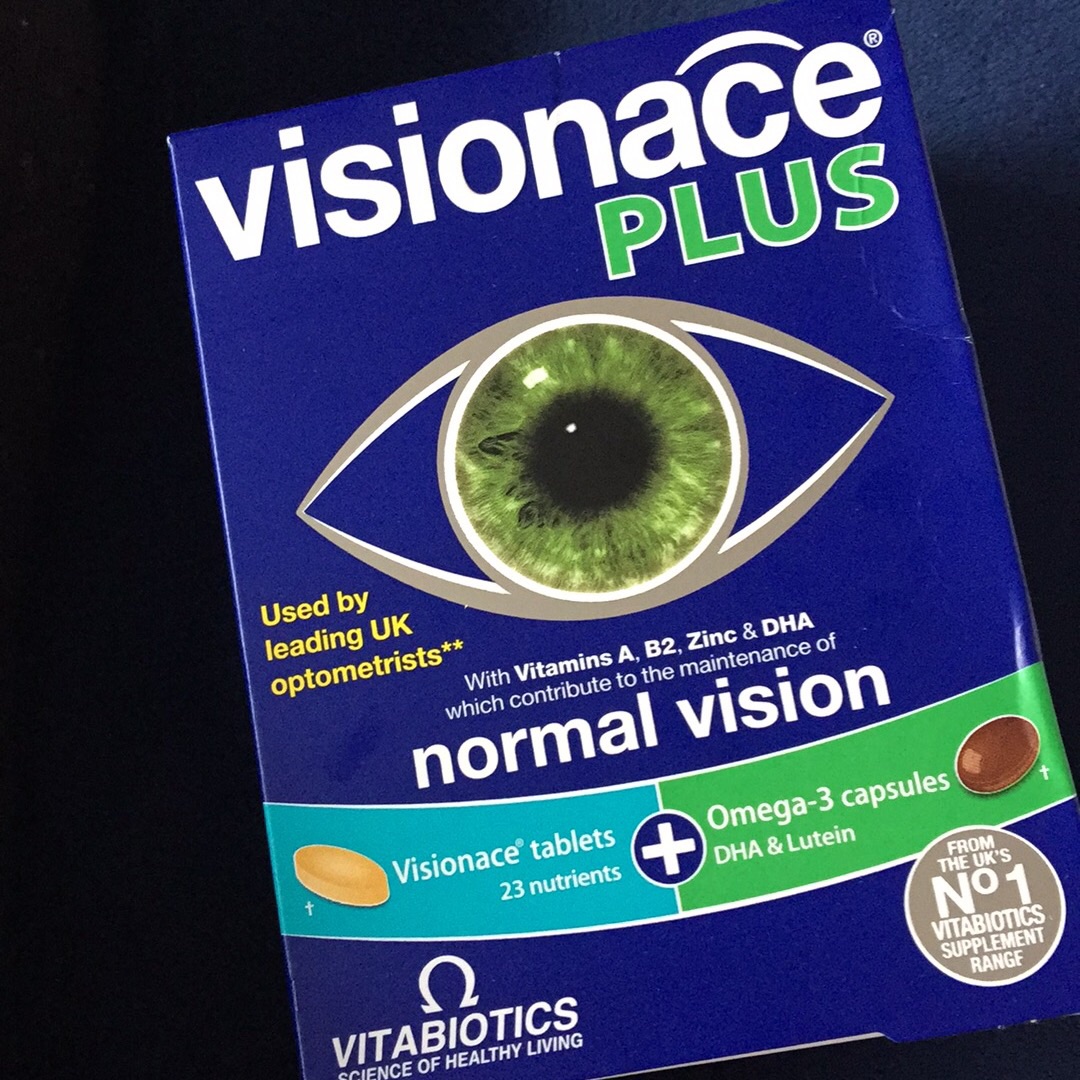 visionace®
PLUS
Used by
leading UK
optometrists**
With Vitamins A, B2, Zinc & DHA
which contribute to the maintenance of
normal vision
Visionace® tablets
23 nutrients
†
+
Omega-3 capsules
DHA & Lutein
†
FROM
THE UK'S
Nº1
VITABIOTICS
SUPPLEMENT
RANGE
Ω
VITABIOTICS
SCIENCE OF HEALTHY LIVING